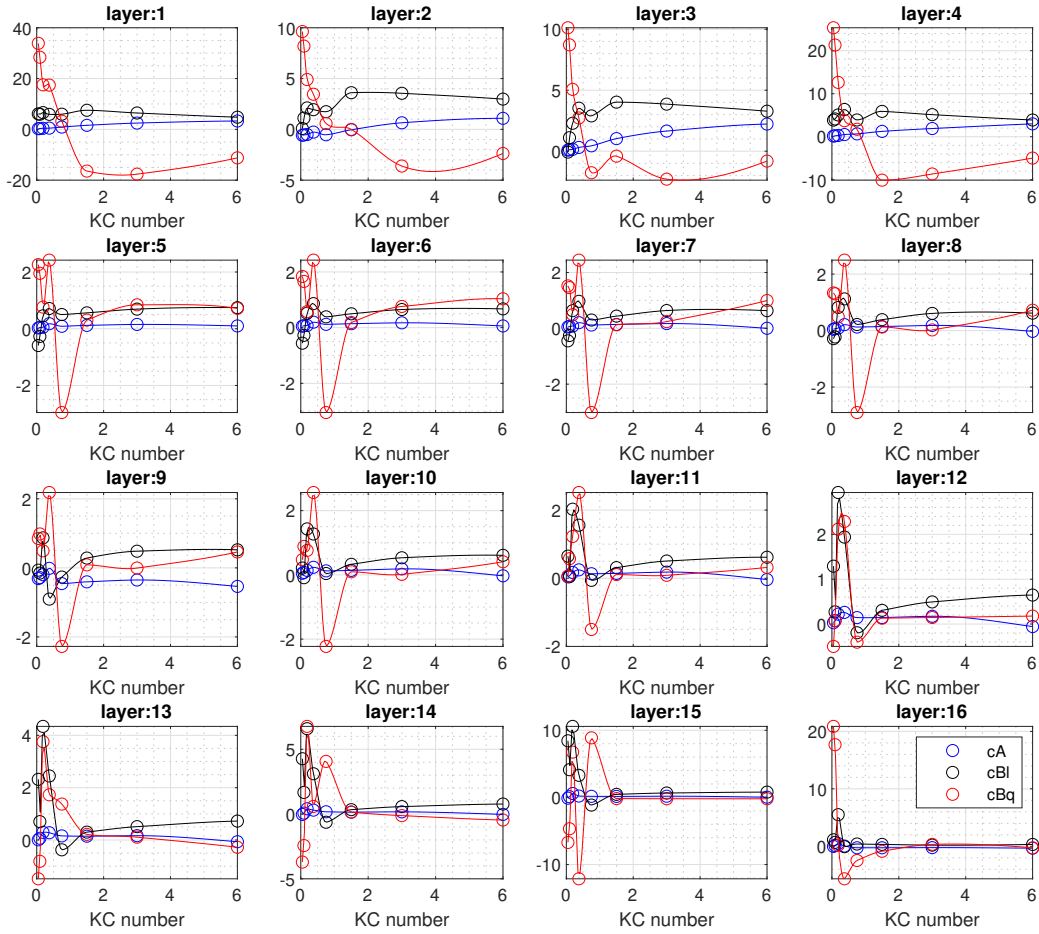 layer:1
layer:2
layer:3
layer:4
40
20
0
-20
10
5
0
-5
10
5
0
20
10
0
-10
0 2 4 6
0 2 4 6
0 2 4 6
0 2 4 6
KC number
KC number
KC number
KC number
layer:5
layer:6
layer:7
layer:8
2
0
-2
2
0
-2
2
0
-2
2
0
-2
0 2 4 6
0 2 4 6
0 2 4 6
0 2 4 6
KC number
KC number
KC number
KC number
layer:9
layer:10
layer:11
layer:12
2
0
-2
2
0
-2
2
0
-2
2
1
0
0 2 4 6
0 2 4 6
0 2 4 6
0 2 4 6
KC number
KC number
KC number
KC number
layer:13
layer:14
layer:15
layer:16
4
2
0
5
0
-5
10
0
-10
20
10
0
cA
cBl
cBq
0 2 4 6
0 2 4 6
0 2 4 6
0 2 4 6
KC number
KC number
KC number
KC number